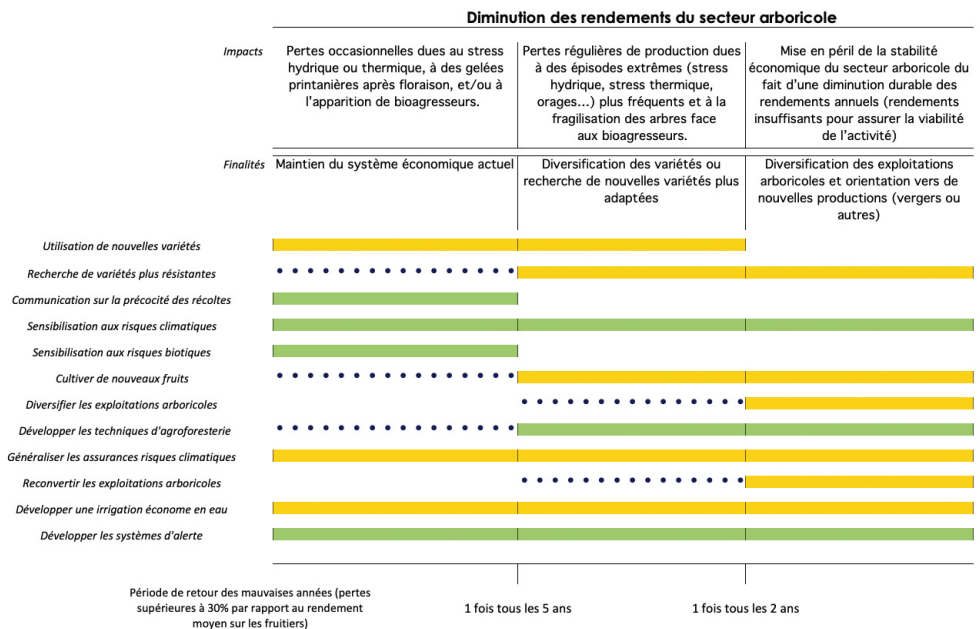 Diminution des rendements du secteur arboricole
Impacts
Pertes occasionnelles dues au stress
hydrique ou thermique, à des gelées
printanières après floraison, et/ou à
l'apparition de bioagresseurs.
Pertes régulières de production dues
à des épisodes extrêmes (stress
hydrique, stress thermique,
orages...) plus fréquents et à la
fragilisation des arbres face
aux bioagresseurs.
Mise en péril de la stabilité
économique du secteur arboricole du
fait d'une diminution durable des
rendements annuels (rendements
insuffisants pour assurer la viabilité
de l'activité)
Finalités
Maintien du système économique actuel
Diversification des variétés ou
recherche de nouvelles variétés plus
adaptées
Diversification des exploitations
arboricoles et orientation vers de
nouvelles productions (vergers ou
autres)
Utilisation de nouvelles variétés
Recherche de variétés plus résistantes
Communication sur la précocité des récoltes
Sensibilisation aux risques climatiques
Sensibilisation aux risques biotiques
Cultiver de nouveaux fruits
Diversifier les exploitations arboricoles
Développer les techniques d'agroforesterie
Généraliser les assurances risques climatiques
Reconvertir les exploitations arboricoles
Développer une irrigation économe en eau
Développer les systèmes d'alerte
Période de retour des mauvaises années (pertes
supérieures à 30% par rapport au rendement
moyen sur les fruitiers)
1 fois tous les 5 ans
1 fois tous les 2 ans